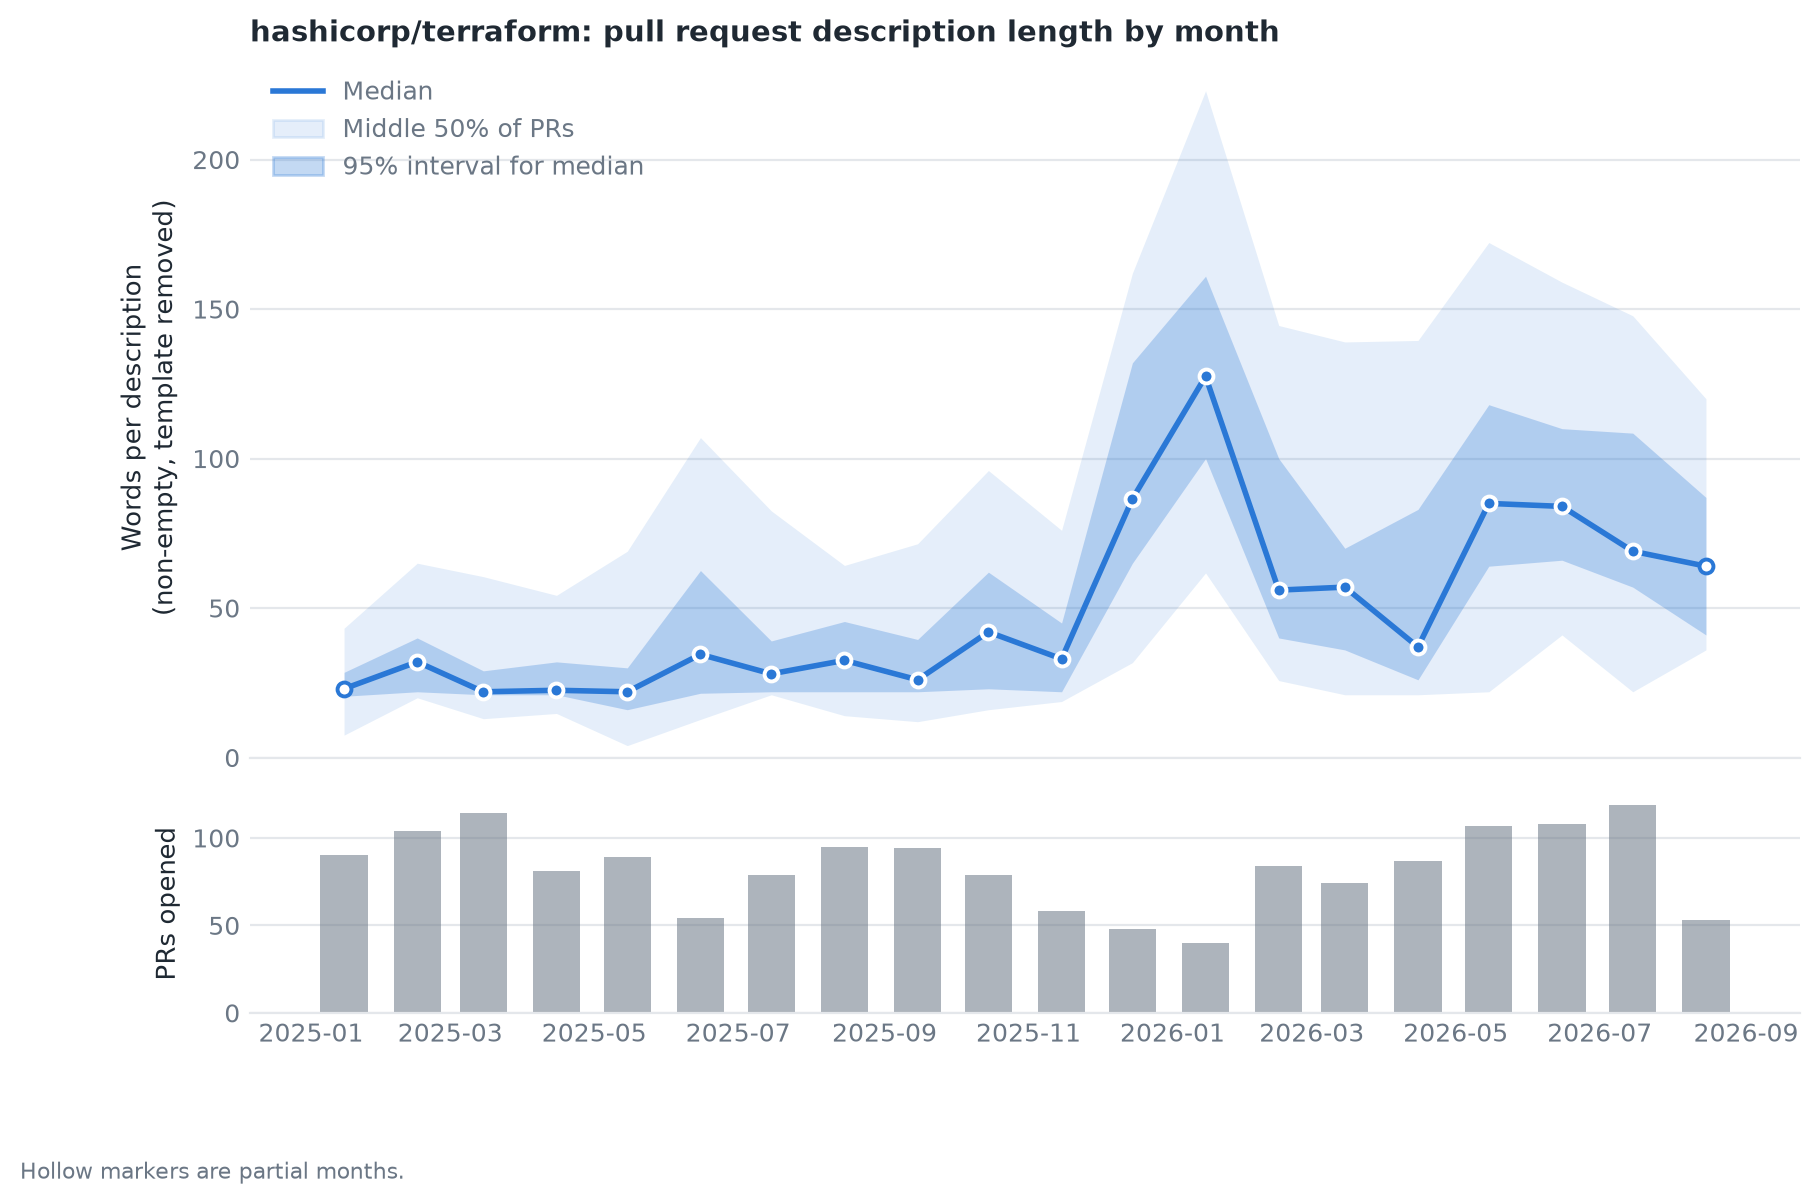 hashicorp/terraform: pull request description length by month
Median
Middle 50% of PRs
95% interval for median
Words per description
(non-empty, template removed)
200
150
100
50
0
PRs opened
100
50
0
2025-01
2025-03
2025-05
2025-07
2025-09
2025-11
2026-01
2026-03
2026-05
2026-07
2026-09
Hollow markers are partial months.